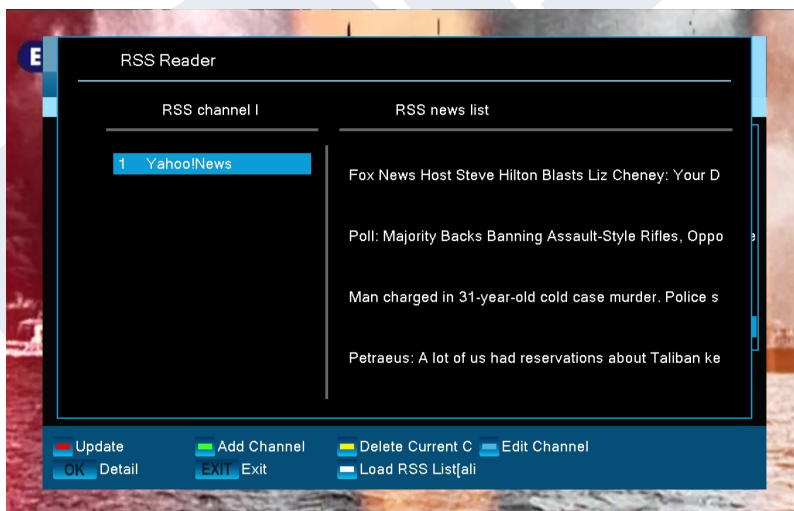 E
RSS Reader
RSS channel l
RSS news list
1 Yahoo!News
Fox News Host Steve Hilton Blasts Liz Cheney: Your D
Poll: Majority Backs Banning Assault-Style Rifles, Oppo
e
Man charged in 31-year-old cold case murder. Police s
Petraeus: A lot of us had reservations about Taliban ke
Update Add Channel Delete Current C Edit Channel
OK Detail EXIT Exit Load RSS List[ali